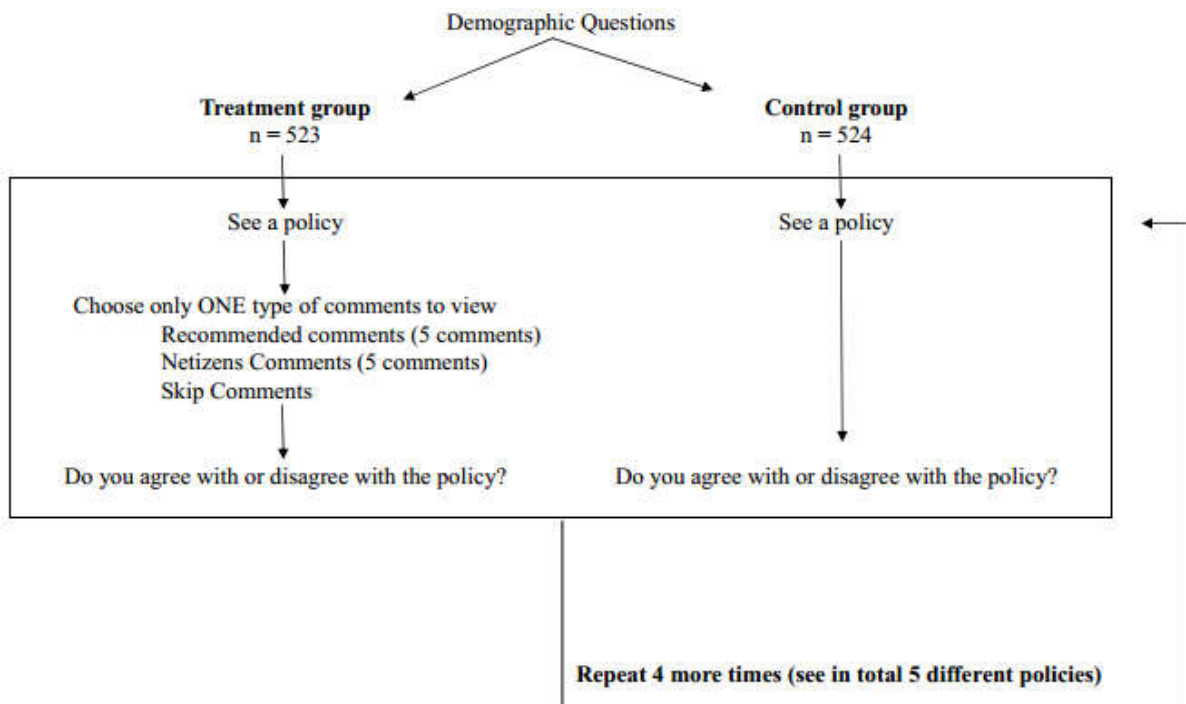 Demographic Questions
Treatment group
n = 523
Control group
n = 524
See a policy
See a policy
Choose only ONE type of comments to view
Recommended comments (5 comments)
Netizens Comments (5 comments)
Skip Comments
Do you agree with or disagree with the policy?
Do you agree with or disagree with the policy?
Repeat 4 more times (see in total 5 different policies)